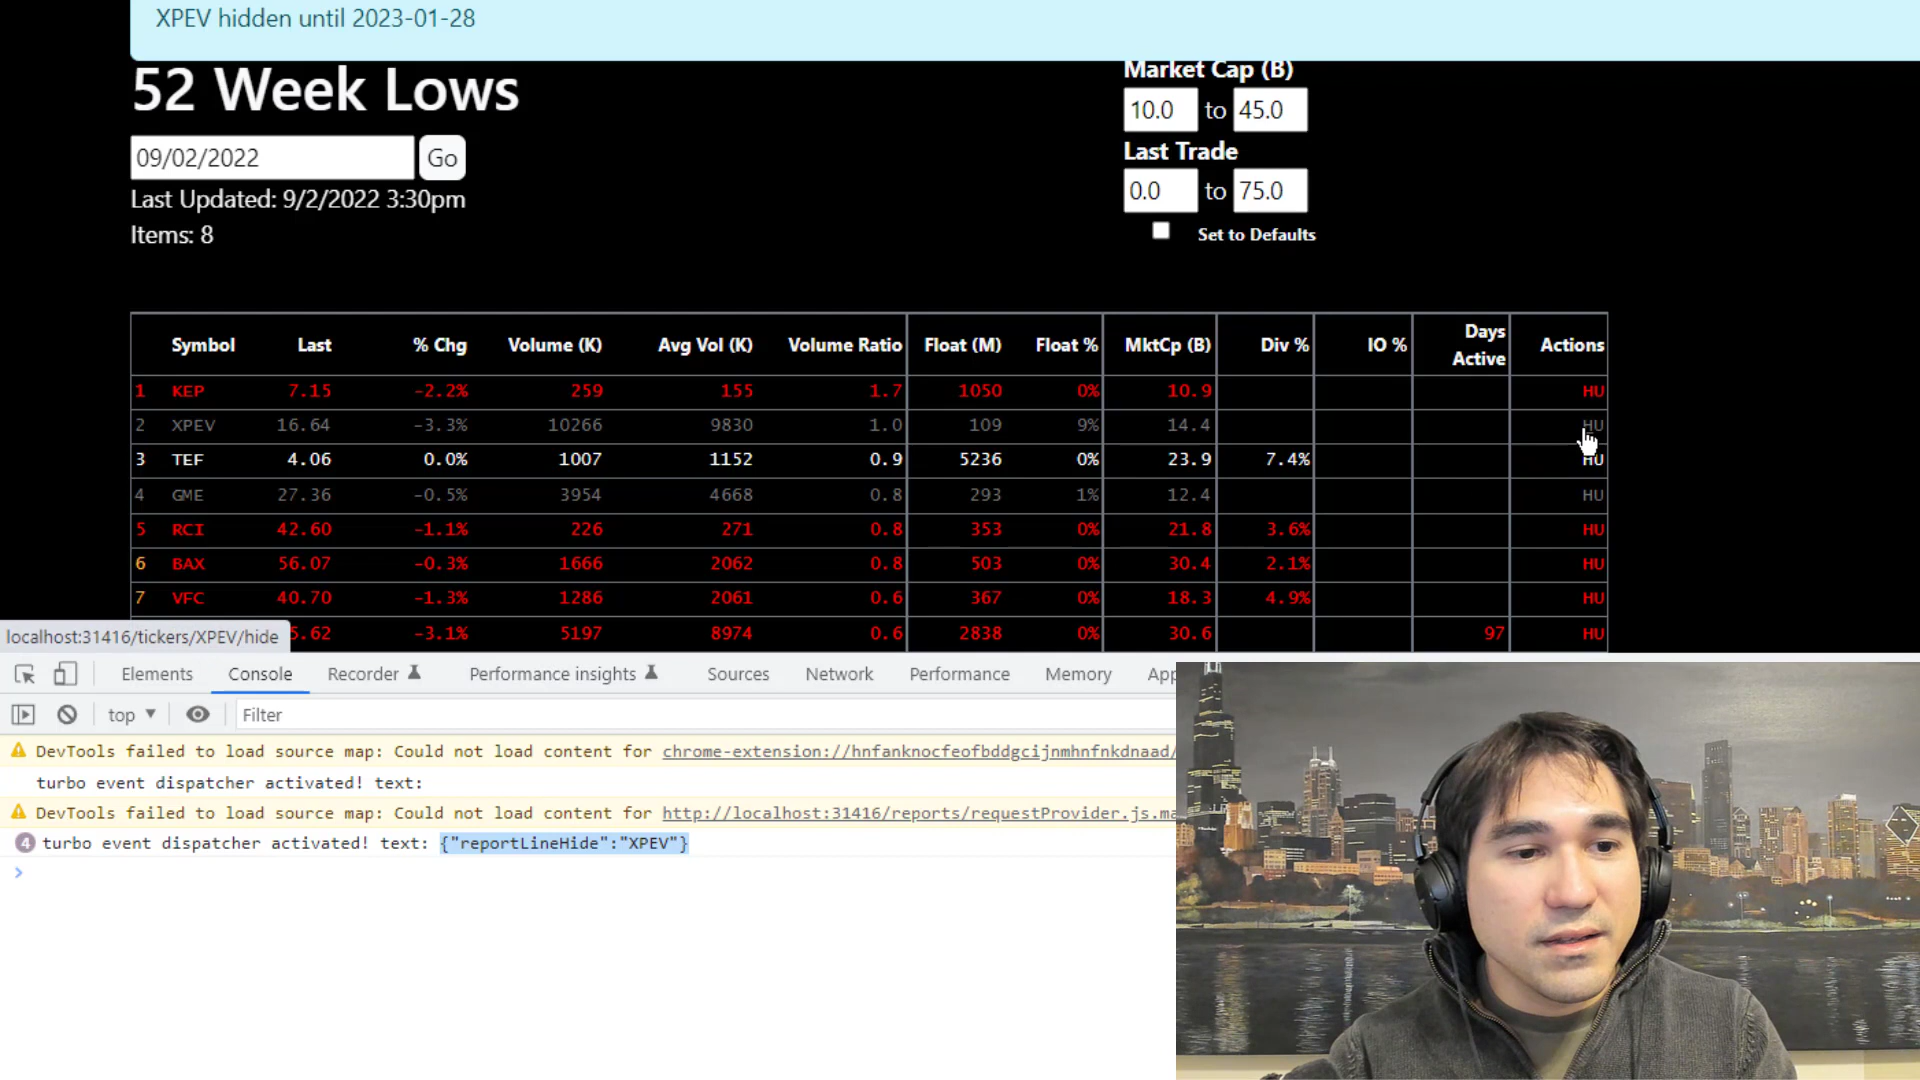 XPEV hidden until 2023-01-28
52 Week Lows
09/02/2022 Go
Last Updated: 9/2/2022 3:30pm
Items: 8
Market Cap (B)
10.0 to 45.0
Last Trade
0.0 to 75.0
Set to Defaults
Symbol Last % Chg Volume (K) Avg Vol (K) Volume Ratio Float (M) Float % MktCp (B) Div % IO % Days Active Actions
1 KEP 7.15 -2.2% 259 155 1.7 1050 0% 10.9 HU
2 XPEV 16.64 -3.3% 10266 9830 1.0 109 9% 14.4 HU
3 TEF 4.06 0.0% 1007 1152 0.9 5236 0% 23.9 7.4% HU
4 GME 27.36 -0.5% 3954 4668 0.8 293 1% 12.4 HU
5 RCI 42.60 -1.1% 226 271 0.8 353 0% 21.8 3.6% HU
6 BAX 56.07 -0.3% 1666 2062 0.8 503 0% 30.4 2.1% HU
7 VFC 40.70 -1.3% 1286 2061 0.6 367 0% 18.3 4.9% HU
5.62 -3.1% 5197 8974 0.6 2838 0% 30.6 97 HU
localhost:31416/tickers/XPEV/hide
Elements Console Recorder Performance insights Sources Network Performance Memory App
top Filter
DevTools failed to load source map: Could not load content for chrome-extension://hnfanknocfeofbddgcijnmhnfnkdnaad/
turbo event dispatcher activated! text:
DevTools failed to load source map: Could not load content for http://localhost:31416/reports/requestProvider.js.ma
4 turbo event dispatcher activated! text: {"reportLineHide":"XPEV"}